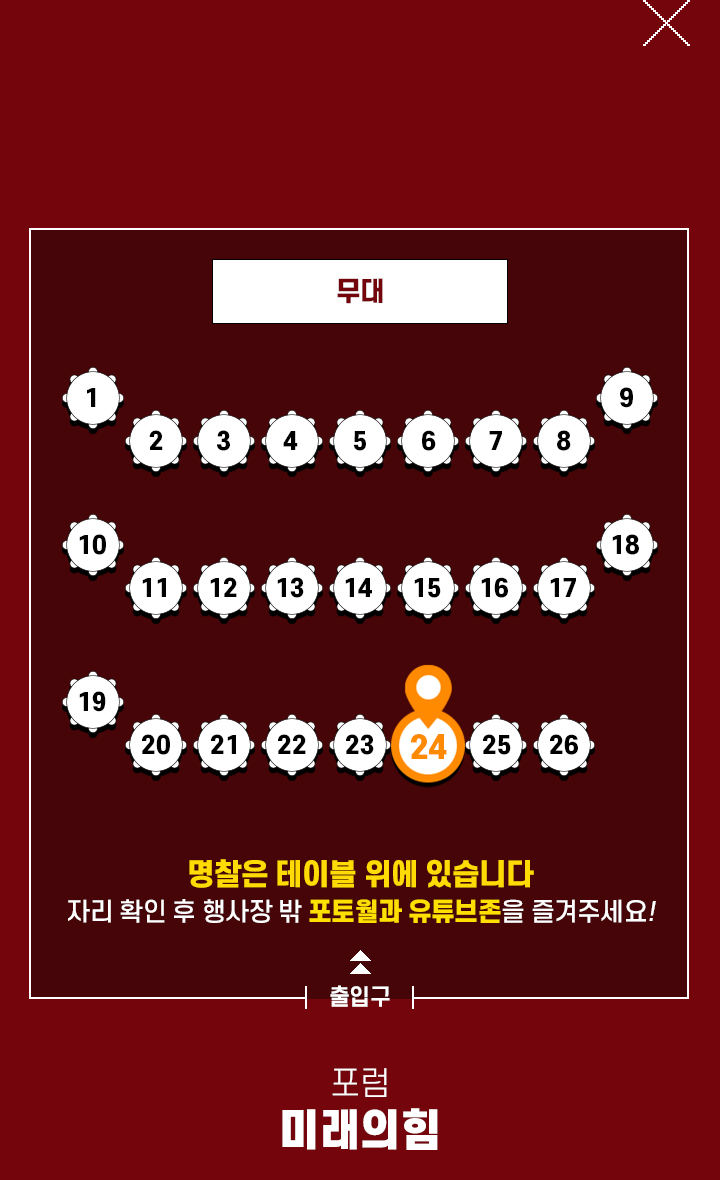 무대
1 9
2 3 4 5 6 7 8
10 18
11 12 13 14 15 16 17
19
20 21 22 23 24 25 26
명찰은 테이블 위에 있습니다
자리 확인 후 행사장 밖 포토월과 유튜브존을 즐겨주세요!
출입구
포럼
미래의힘